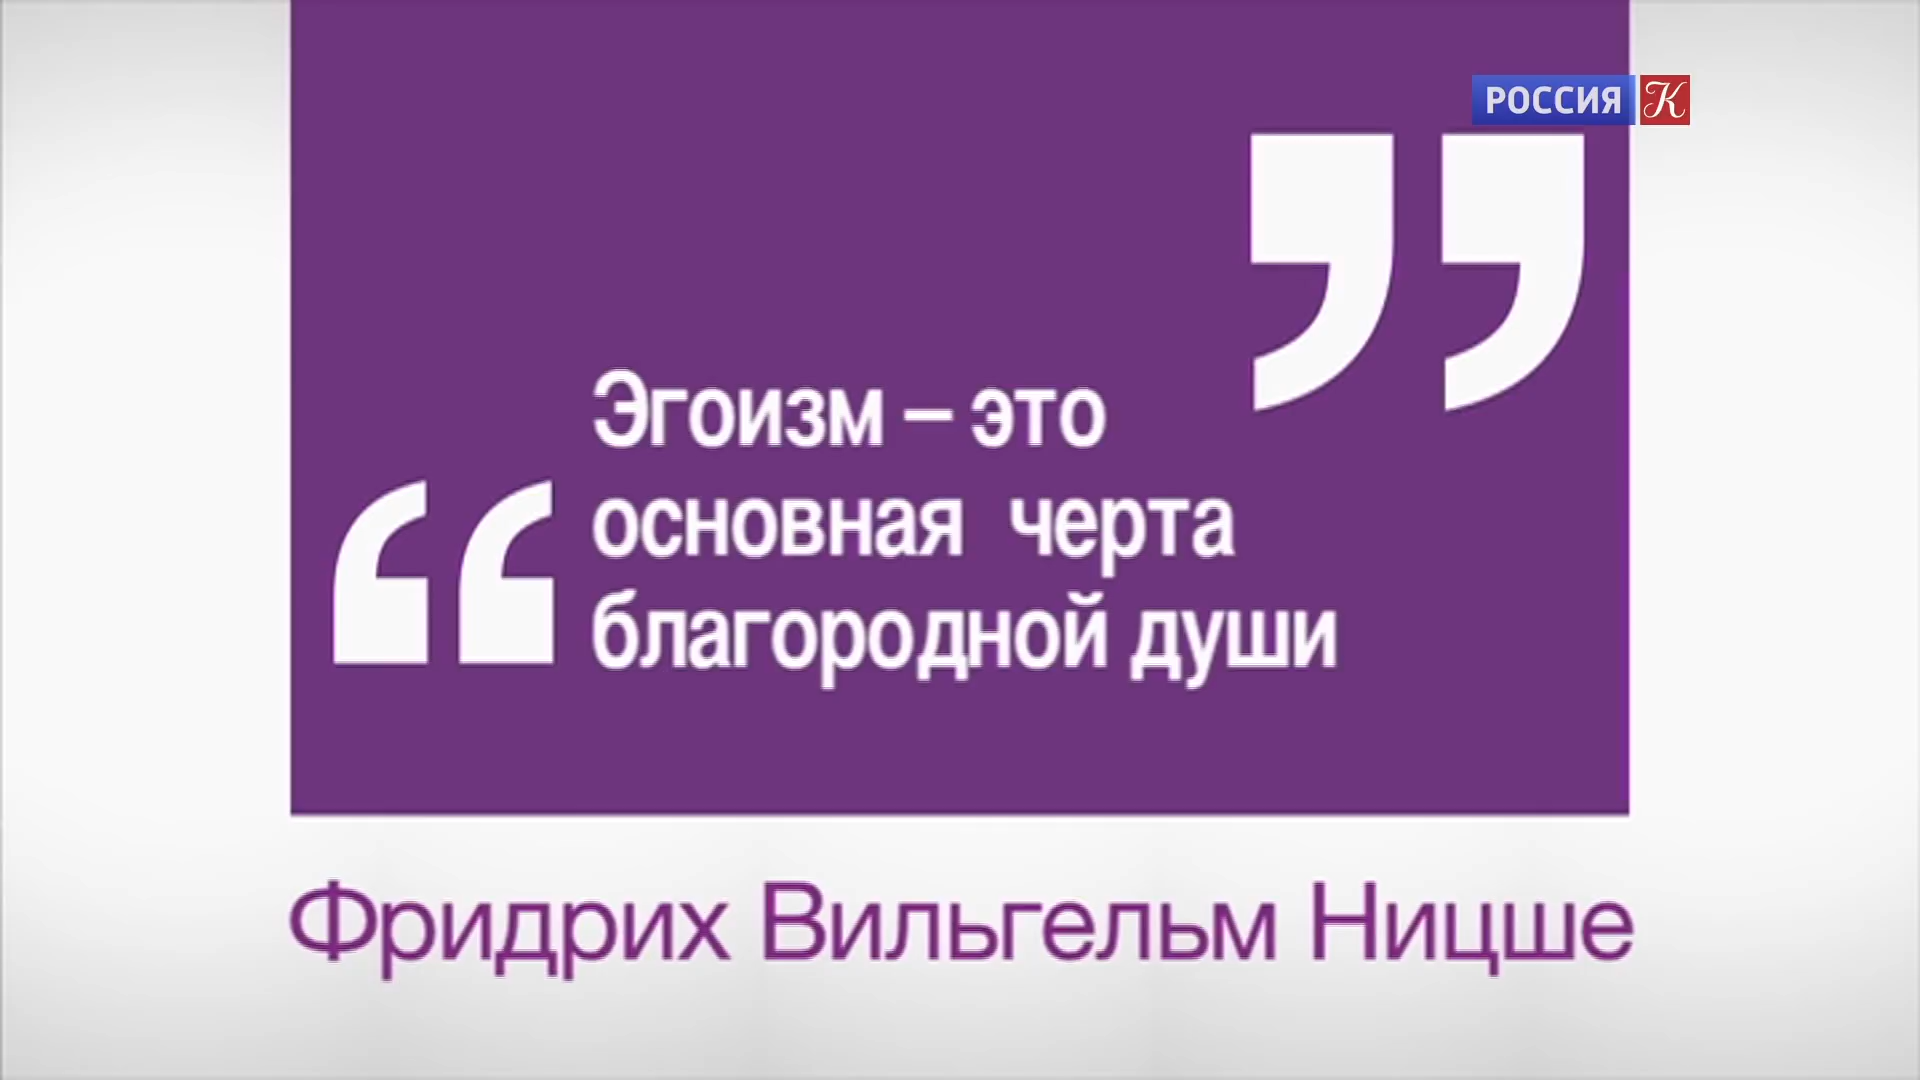 РОССИЯ К
Эгоизм – это
основная черта
благородной души
Фридрих Вильгельм Ницше